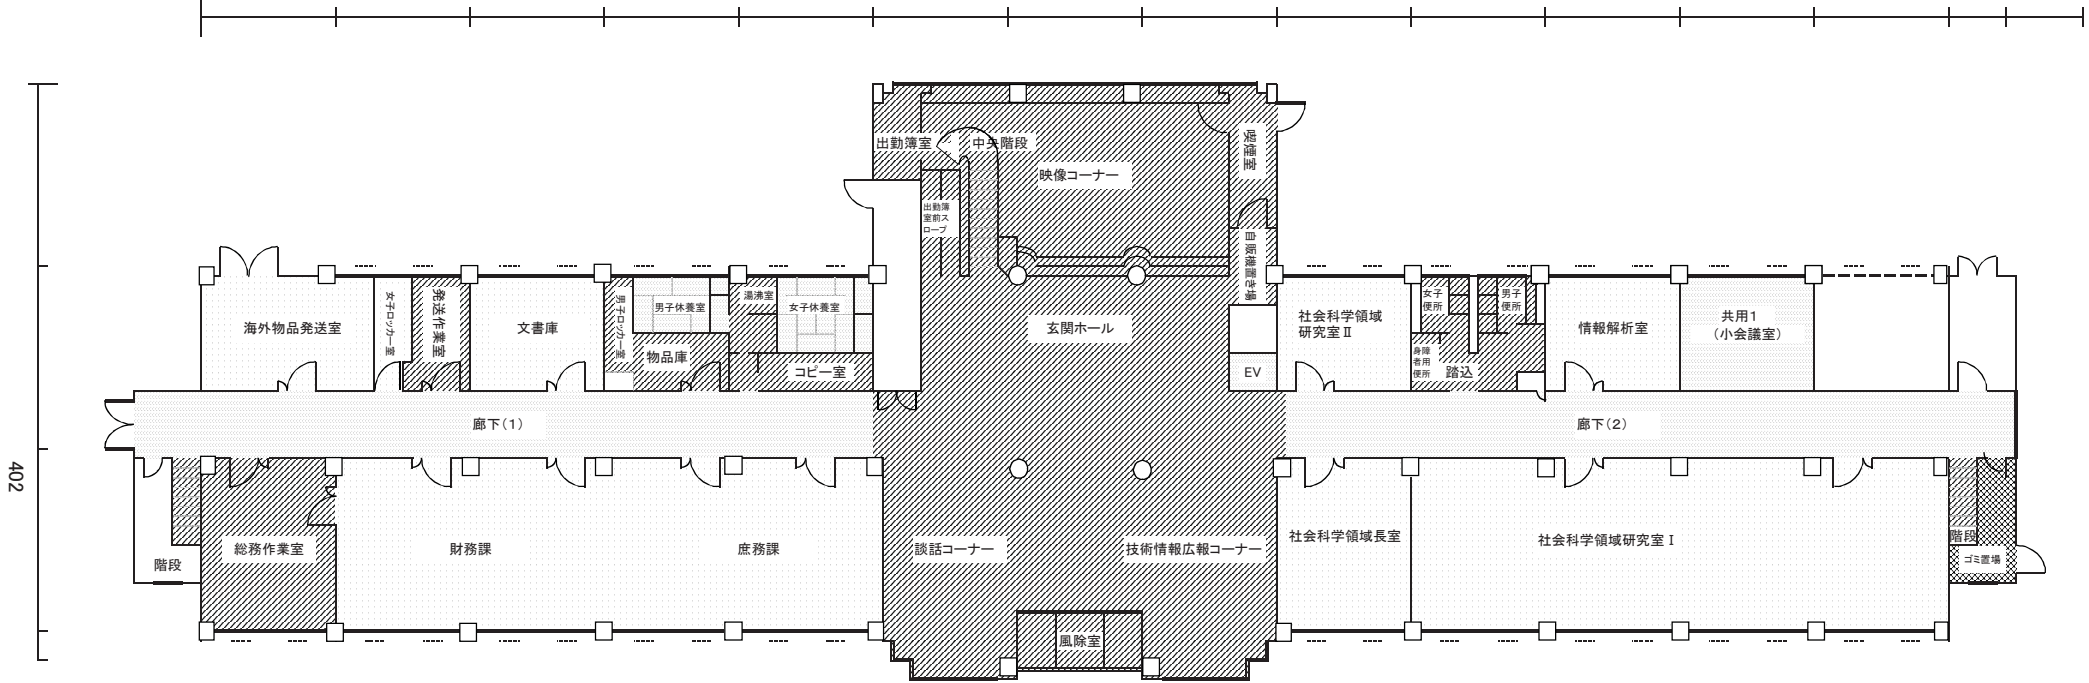 出勤簿室
中央階段
喫煙室
映像コーナー
出勤簿
室前ス
ロープ
自販機置き場
海外物品発送室
女子ロッカー室
発送作業室
文書庫
男子ロッカー室
男子休養室
湯沸室
女子休養室
物品庫
コピー室
玄関ホール
EV
社会科学領域
研究室Ⅱ
女子
便所
男子
便所
身障
者用
便所
踏込
情報解析室
共用1
（小会議室）
廊下（1）
廊下（2）
402
階段
総務作業室
財務課
庶務課
談話コーナー
技術情報広報コーナー
社会科学領域長室
社会科学領域研究室Ⅰ
階段
ゴミ置場
風除室